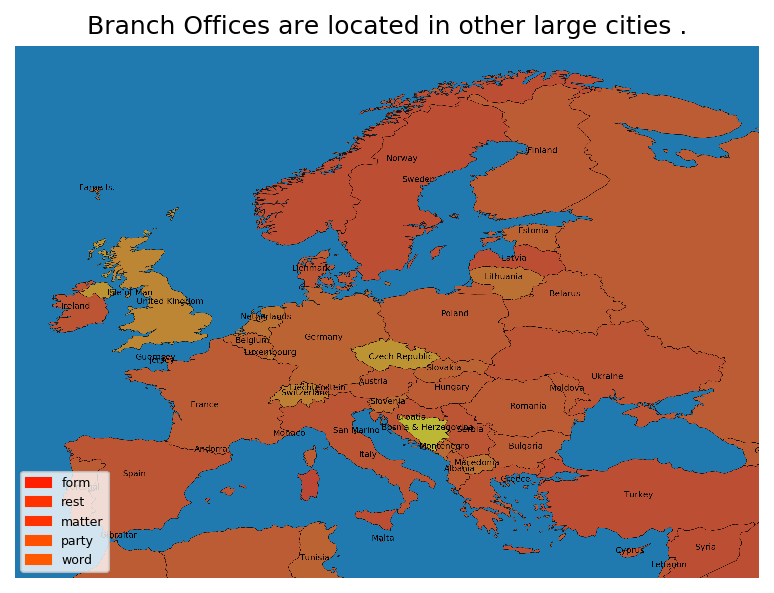 Branch Offices are located in other large cities .
Norway
Finland
Sweden
Faroe Is.
Estonia
Denmark
Latvia
Lithuania
Isle of Man
United Kingdom
Ireland
Belarus
Netherlands
Poland
Germany
Belgium
Luxembourg
Guernsey
Jersey
Czech Republic
Slovakia
Ukraine
Austria
Liechtenstein
Switzerland
Hungary
Moldova
Slovenia
France
Romania
Croatia
Bosnia & Herzegovina
Serbia
San Marino
Monaco
Montenegro
Bulgaria
Andorra
Italy
Macedonia
Albania
Spain
Greece
Turkey
Gibraltar
Malta
Cyprus
Syria
Tunisia
Lebanon
form
rest
matter
party
word